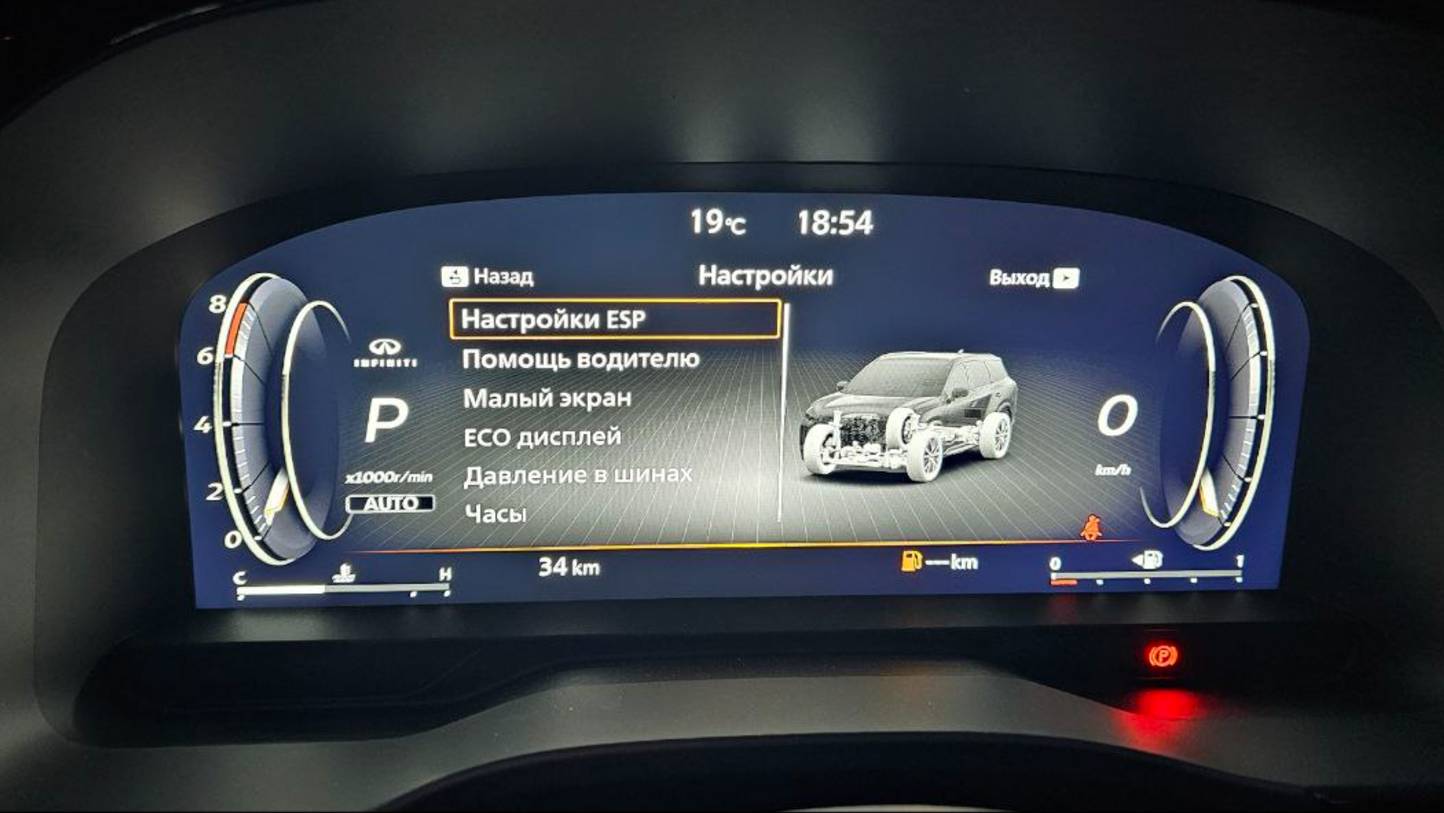 19°C 18:54
Назад Настройки Выход
Настройки ESP
Помощь водителю
Малый экран
ECO дисплей
Давление в шинах
Часы
8
6
4
2
0
INFINITI
P
x1000r/min
AUTO
0
km/h
C H
34 km
---km
0 1
P